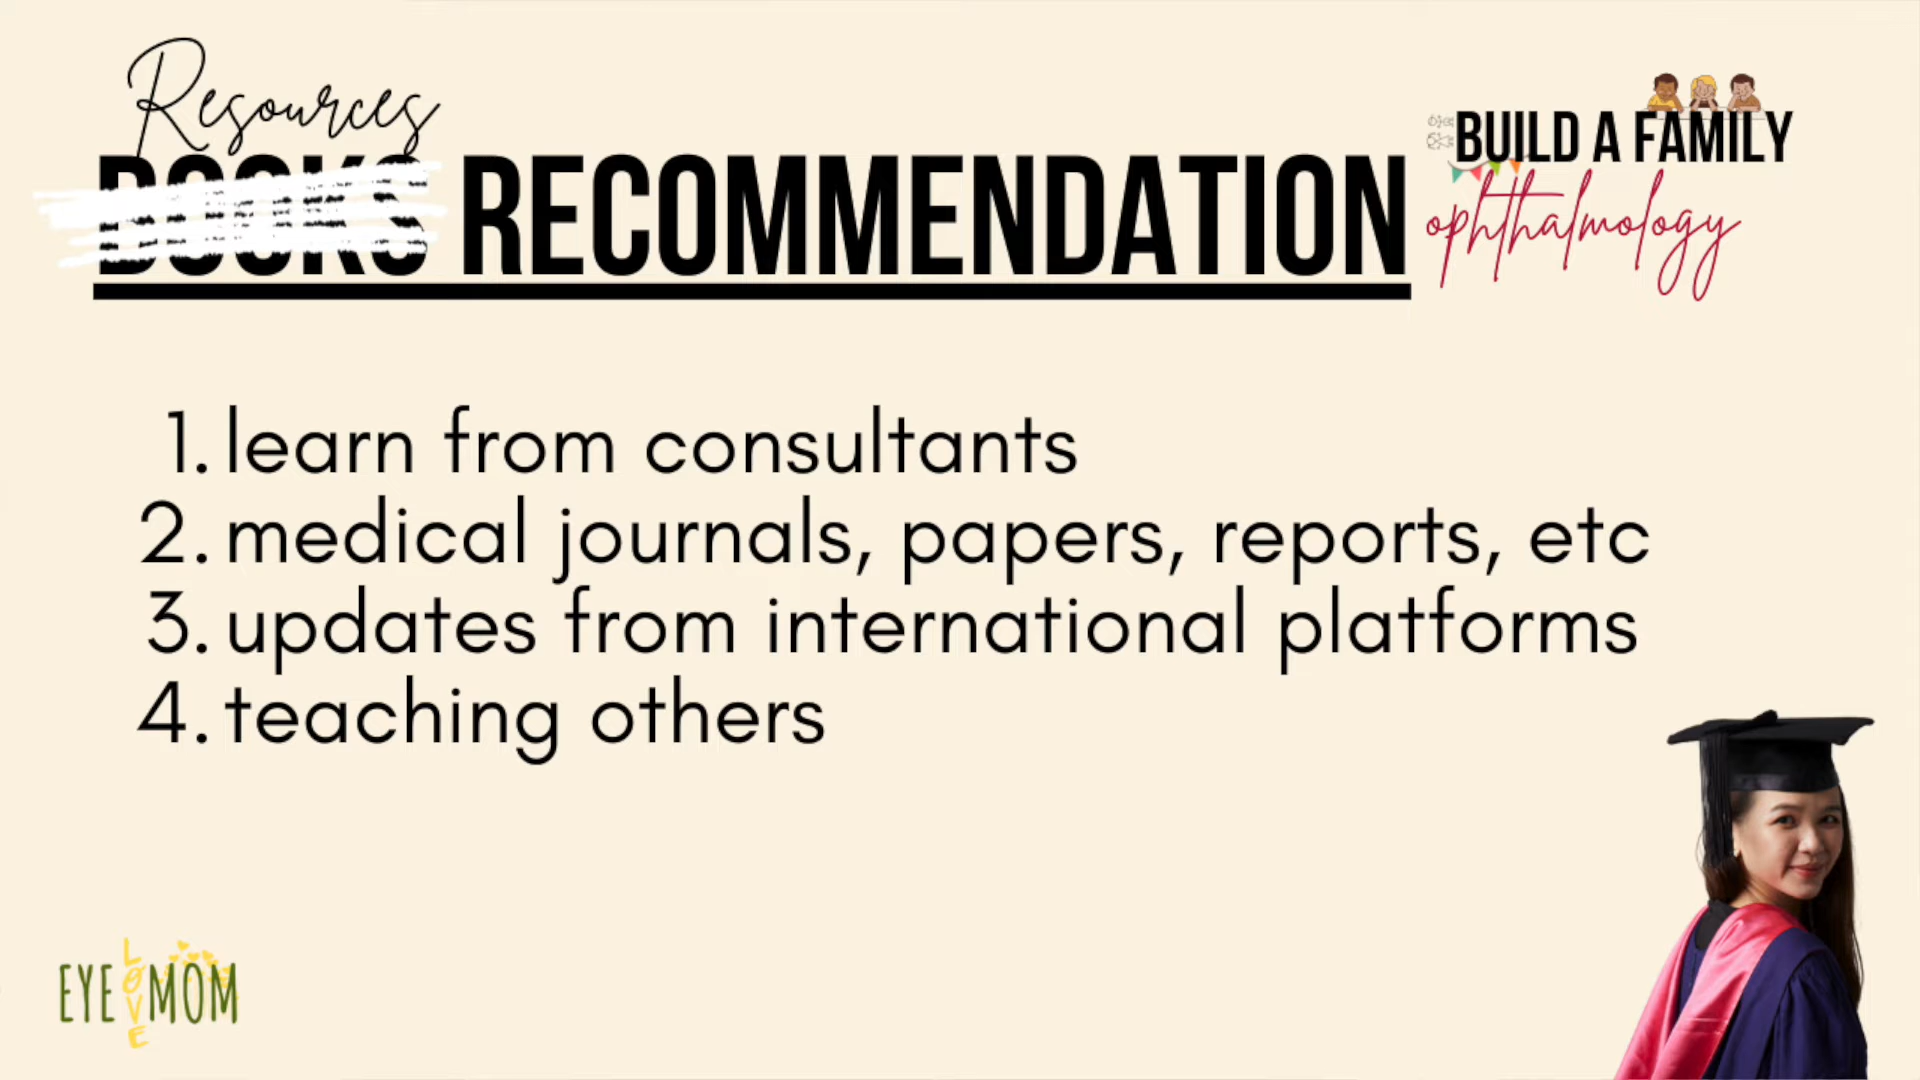 Resources
BOOKS RECOMMENDATION
BUILD A FAMILY
ophthalmology
1. learn from consultants
2. medical journals, papers, reports, etc
3. updates from international platforms
4. teaching others
EYE LOVE MOM